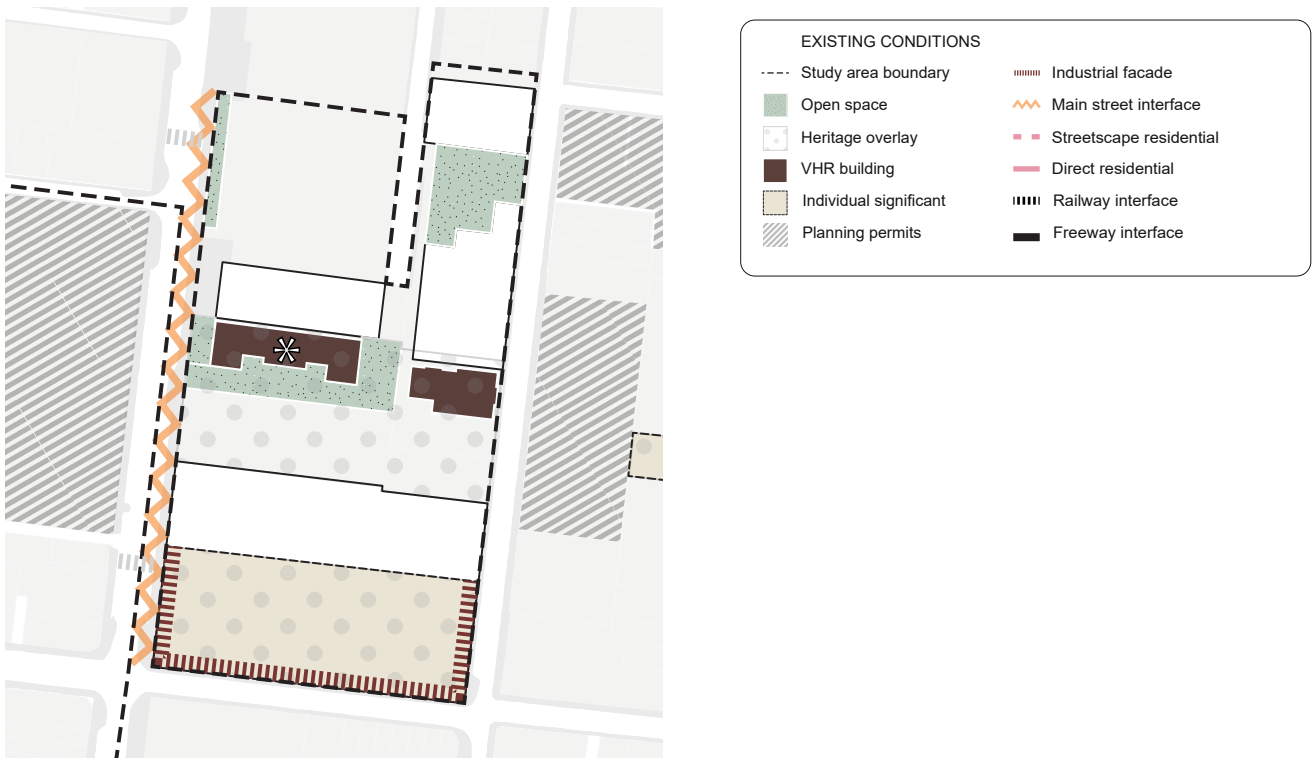 EXISTING CONDITIONS
Study area boundary
Open space
Heritage overlay
VHR building
Individual significant
Planning permits
Industrial facade
Main street interface
Streetscape residential
Direct residential
Railway interface
Freeway interface